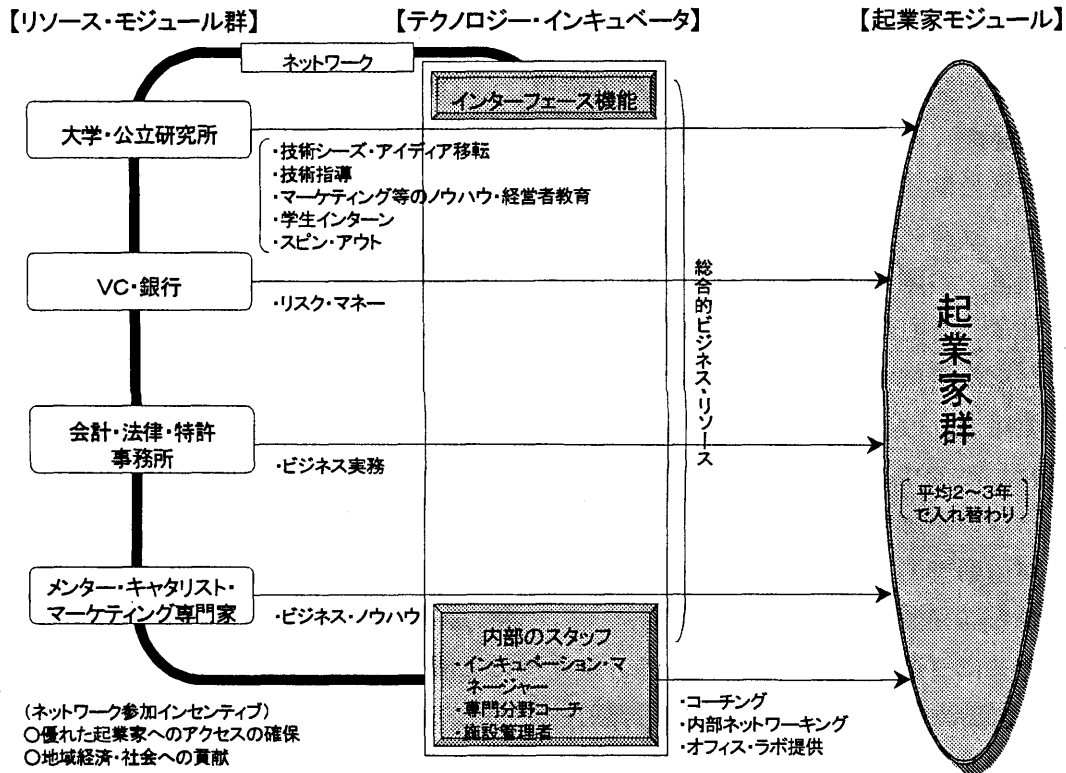 【リソース・モジュール群】
【テクノロジー・インキュベータ】
【起業家モジュール】
ネットワーク
インターフェース機能
大学・公立研究所
・技術シーズ・アイディア移転
・技術指導
・マーケティング等のノウハウ・経営者教育
・学生インターン
・スピン・アウト
VC・銀行
・リスク・マネー
総合的ビジネス・リソース
起業家群
平均2～3年
で入れ替わり
会計・法律・特許
事務所
・ビジネス実務
メンター・キャタリスト・
マーケティング専門家
・ビジネス・ノウハウ
内部のスタッフ
・インキュベーション・マ
ネージャー
・専門分野コーチ
・施設管理者
・コーチング
・内部ネットワーキング
・オフィス・ラボ提供
(ネットワーク参加インセンティブ)
○優れた起業家へのアクセスの確保
○地域経済・社会への貢献